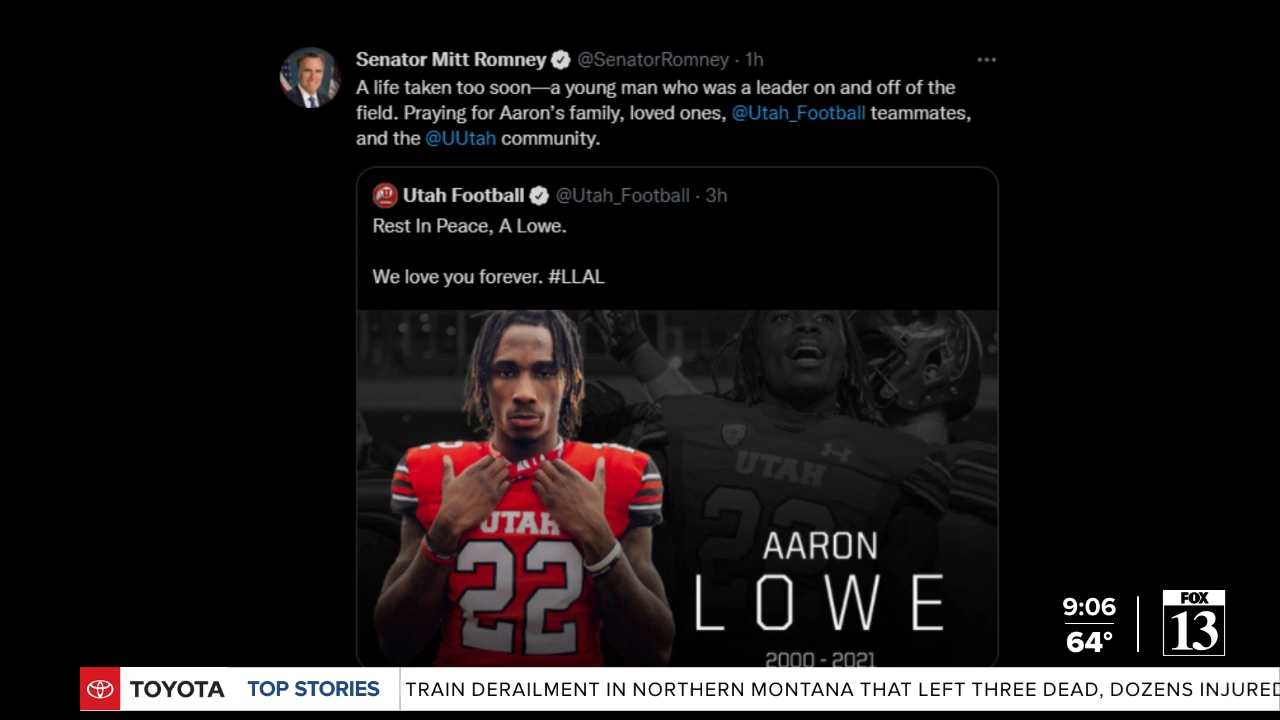 Senator Mitt Romney @SenatorRomney · 1h
A life taken too soon—a young man who was a leader on and off of the
field. Praying for Aaron's family, loved ones, @Utah_Football teammates,
and the @UUtah community.
Utah Football @Utah_Football · 3h
Rest In Peace, A Lowe.
We love you forever. #LLAL
UTAH
22
UTAH
22
AARON
LOWE
2000 - 2021
9:06
64°
FOX
13
TOYOTA
TOP STORIES
TRAIN DERAILMENT IN NORTHERN MONTANA THAT LEFT THREE DEAD, DOZENS INJURED